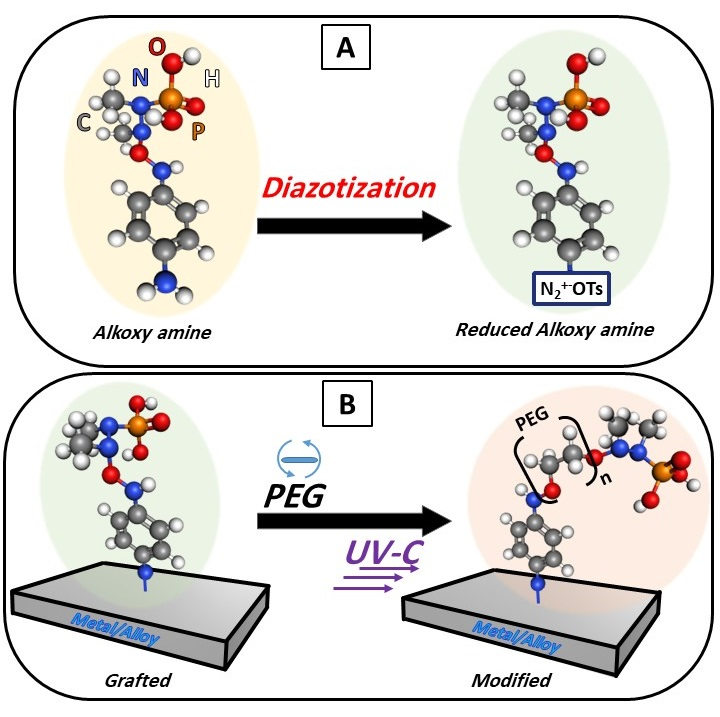 A
O
N
H
C
P
Diazotization
N₂⁺⁻OTs
Alkoxy amine
Reduced Alkoxy amine
B
PEG
n
PEG
UV-C
Metal/Alloy
Metal/Alloy
Grafted
Modified